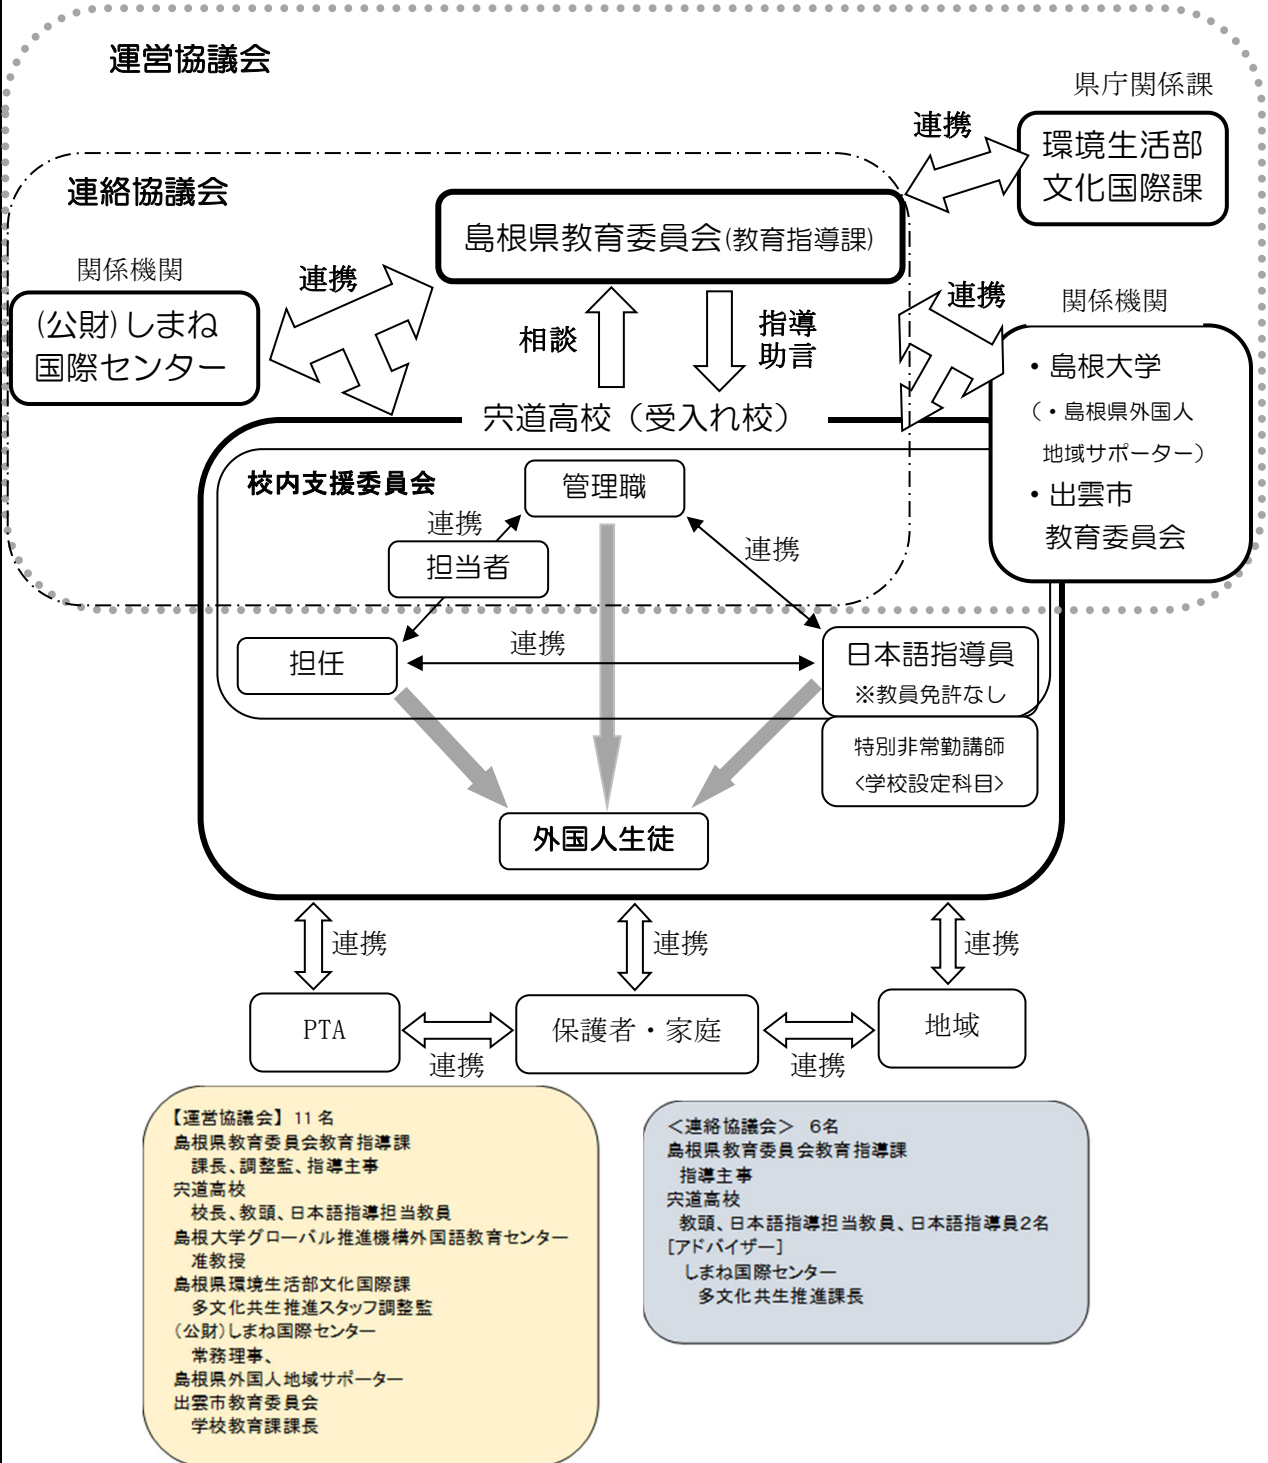 運営協議会
県庁関係課
連携
環境生活部
文化国際課
連絡協議会
島根県教育委員会(教育指導課)
関係機関
連携
(公財)しまね
国際センター
相談
指導
助言
連携
関係機関
・島根大学
（・島根県外国人
地域サポーター）
・出雲市
教育委員会
宍道高校（受入れ校）
校内支援委員会
管理職
連携
担当者
連携
担任
連携
日本語指導員
※教員免許なし
特別非常勤講師
<学校設定科目>
外国人生徒
連携
連携
連携
PTA
連携
保護者・家庭
連携
地域
【運営協議会】 11名
島根県教育委員会教育指導課
課長、調整監、指導主事
宍道高校
校長、教頭、日本語指導担当教員
島根大学グローバル推進機構外国語教育センター
准教授
島根県環境生活部文化国際課
多文化共生推進スタッフ調整監
（公財）しまね国際センター
常務理事、
島根県外国人地域サポーター
出雲市教育委員会
学校教育課課長
＜連絡協議会＞ 6名
島根県教育委員会教育指導課
指導主事
宍道高校
教頭、日本語指導担当教員、日本語指導員2名
[アドバイザー]
しまね国際センター
多文化共生推進課長